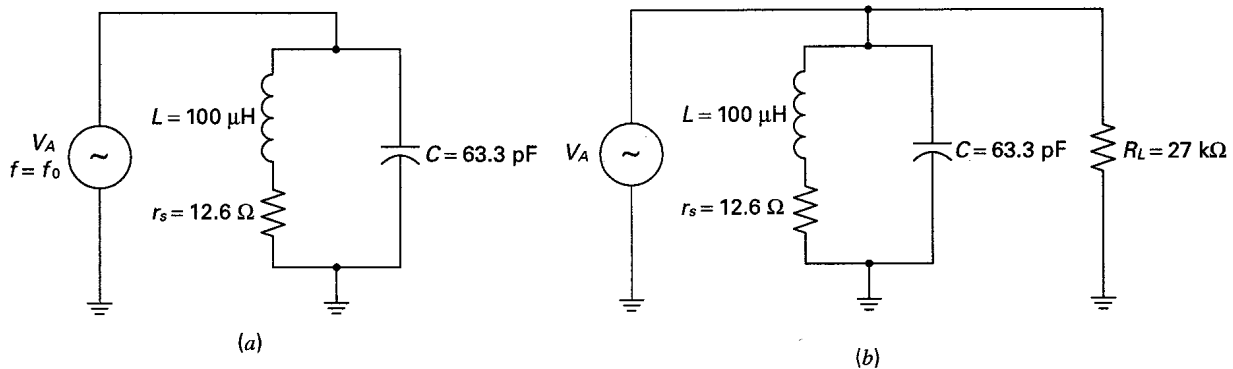 V_A
f = f_0
~
L = 100 μH
r_s = 12.6 Ω
C = 63.3 pF
(a)
V_A
~
L = 100 μH
r_s = 12.6 Ω
C = 63.3 pF
R_L = 27 kΩ
(b)